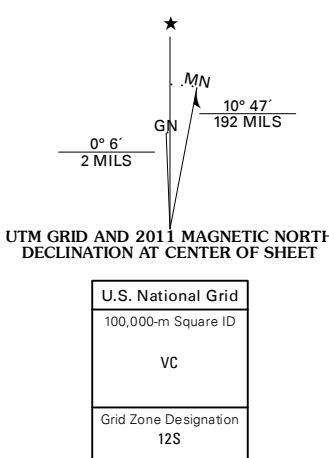 ★
MN
GN
10° 47´
192 MILS
0° 6´
2 MILS
UTM GRID AND 2011 MAGNETIC NORTH
DECLINATION AT CENTER OF SHEET
U.S. National Grid
100,000-m Square ID
VC
Grid Zone Designation
12S